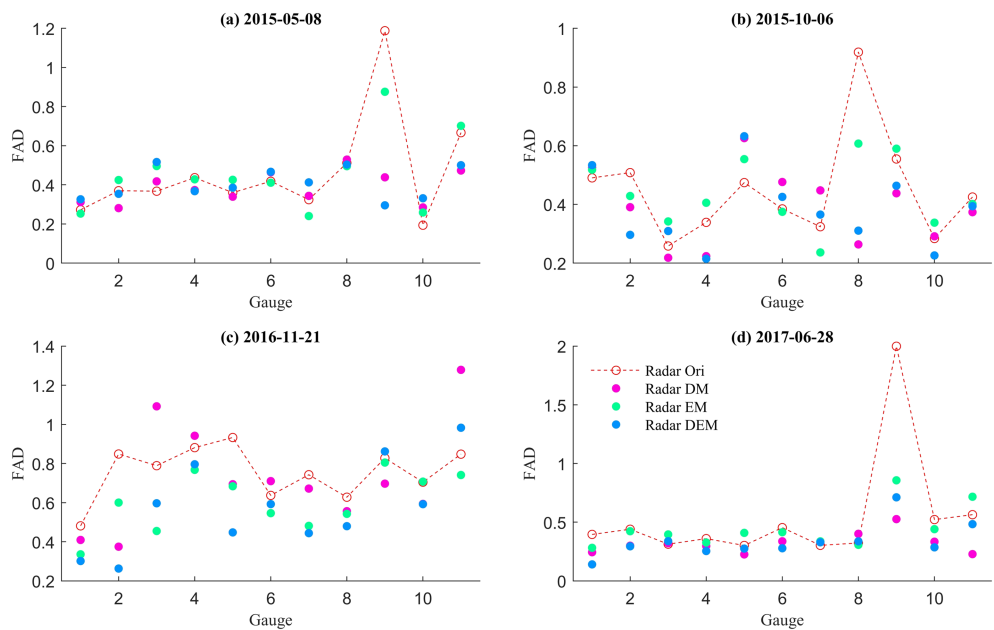 (a) 2015-05-08
1.2
1
0.8
0.6
0.4
0.2
0
FAD
2 4 6 8 10
Gauge
(b) 2015-10-06
1
0.8
0.6
0.4
0.2
FAD
2 4 6 8 10
Gauge
(c) 2016-11-21
1.4
1.2
1
0.8
0.6
0.4
0.2
FAD
2 4 6 8 10
Gauge
(d) 2017-06-28
2
1.5
1
0.5
0
FAD
Radar Ori
Radar DM
Radar EM
Radar DEM
2 4 6 8 10
Gauge